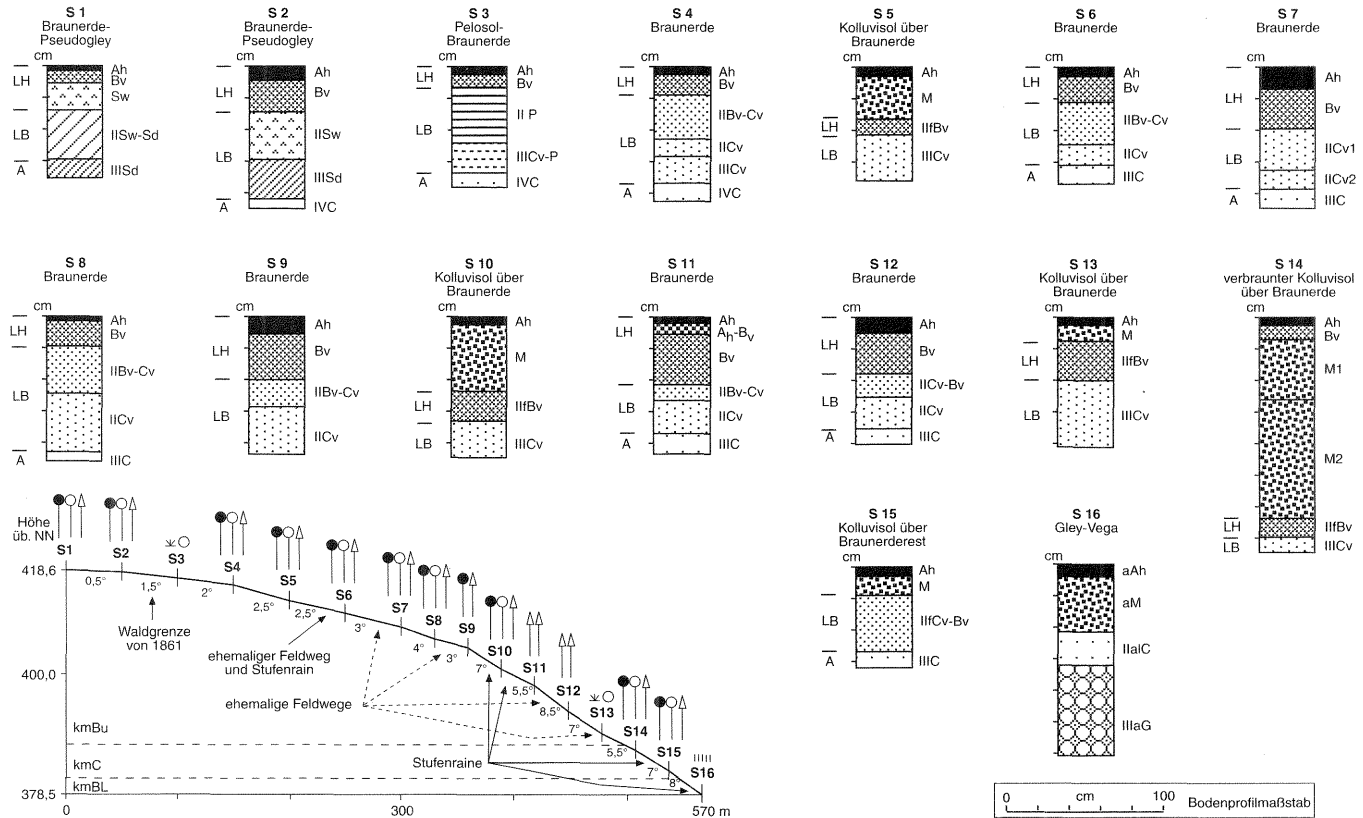 S 1
Braunerde-
Pseudogley
cm
LH
LB
A
Ah
Bv
Sw
IISw-Sd
IIISd
S 2
Braunerde-
Pseudogley
cm
LH
LB
A
Ah
Bv
IISw
IIISd
IVC
S 3
Pelosol-
Braunerde
cm
LH
LB
A
Ah
Bv
II P
IIICv-P
IVC
S 4
Braunerde
cm
LH
LB
A
Ah
Bv
IIBv-Cv
IICv
IIICv
IVC
S 5
Kolluvisol über
Braunerde
cm
LH
LB
Ah
M
IIfBv
IIICv
S 6
Braunerde
cm
LH
LB
A
Ah
Bv
IIBv-Cv
IICv
IIIC
S 7
Braunerde
cm
LH
LB
A
Ah
Bv
IICv1
IICv2
IIIC
S 8
Braunerde
cm
LH
LB
A
Ah
Bv
IIBv-Cv
IICv
IIIC
S 9
Braunerde
cm
LH
LB
Ah
Bv
IIBv-Cv
IICv
S 10
Kolluvisol über
Braunerde
cm
LH
LB
Ah
M
IIfBv
IIICv
S 11
Braunerde
cm
LH
LB
A
Ah
Ah-Bv
Bv
IIBv-Cv
IICv
IIIC
S 12
Braunerde
cm
LH
LB
A
Ah
Bv
IICv-Bv
IICv
IIIC
S 13
Kolluvisol über
Braunerde
cm
LH
LB
Ah
M
IIfBv
IIICv
S 14
verbraunter Kolluvisol
über Braunerde
cm
LH
LB
Ah
Bv
M1
M2
IIfBv
IIICv
S 15
Kolluvisol über
Braunerderest
cm
LB
A
Ah
M
IIfCv-Bv
IIIC
S 16
Gley-Vega
cm
aAh
aM
IIalC
IIIaG
Höhe
üb. NN
418,6
400,0
378,5
S1
S2
S3
S4
S5
S6
S7
S8
S9
S10
S11
S12
S13
S14
S15
S16
0,5°
1,5°
2°
2,5°
2,5°
3°
4°
3°
7°
5,5°
8,5°
7°
5,5°
7°
8°
Waldgrenze
von 1861
ehemaliger Feldweg
und Stufenrain
ehemalige Feldwege
Stufenraine
kmBu
kmC
kmBL
0
300
570 m
0 cm 100
Bodenprofilmaßstab